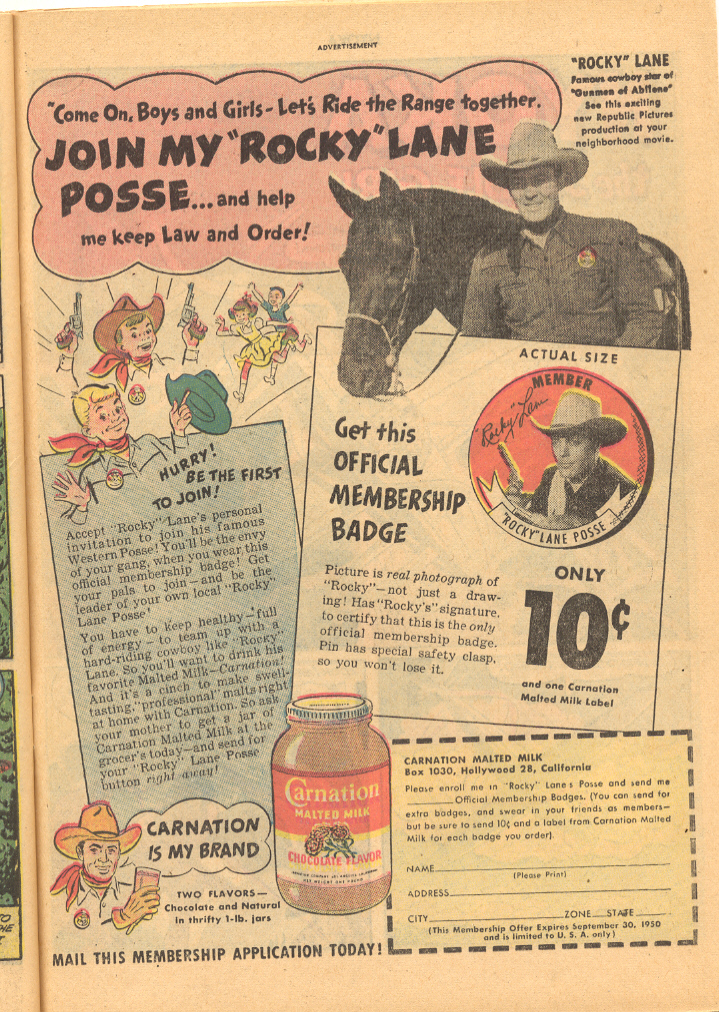 ADVERTISEMENT
"ROCKY" LANE
Famous cowboy star of
"Gunmen of Abilene"
See this exciting
new Republic Pictures
production at your
neighborhood movie.
"Come On, Boys and Girls - Let's Ride the Range together.
JOIN MY "ROCKY" LANE
POSSE...and help
me keep Law and Order!
ACTUAL SIZE
MEMBER
"Rocky" Lane
"ROCKY" LANE POSSE
Get this
OFFICIAL
MEMBERSHIP
BADGE
Picture is real photograph of
"Rocky"—not just a draw-
ing! Has "Rocky's" signature,
to certify that this is the only
official membership badge.
Pin has special safety clasp,
so you won't lose it.
ONLY
10¢
and one Carnation
Malted Milk Label
HURRY!
BE THE FIRST
TO JOIN!
Accept "Rocky" Lane's personal
invitation to join his famous
Western Posse! You'll be the envy
of your gang, when you wear this
official membership badge! Get
your pals to join—and be the
leader of your own local "Rocky"
Lane Posse!
You have to keep healthy—full
of energy—to team up with a
hard-riding cowboy like "Rocky"
Lane. So you'll want to drink his
favorite Malted Milk—Carnation!
And it's a cinch to make swell
tasting, "professional" malts right
at home with Carnation. So ask
your mother to get a jar of
Carnation Malted Milk at the
grocer's today—and send for
your "Rocky" Lane Posse
button right away!
CARNATION
IS MY BRAND
TWO FLAVORS—
Chocolate and Natural
in thrifty 1-lb. jars
Carnation
MALTED MILK
CHOCOLATE FLAVOR
NET WEIGHT ONE POUND
CARNATION MALTED MILK
Box 1030, Hollywood 28, California
Please enroll me in "Rocky" Lane s Posse and send me
______ Official Membership Badges. (You can send for
extra badges, and swear in your friends as members—
but be sure to send 10¢ and a label from Carnation Malted
Milk for each badge you order).
NAME
(Please Print)
ADDRESS
CITY ZONE STATE
(This Membership Offer Expires September 30, 1950
and is limited to U. S. A. only)
MAIL THIS MEMBERSHIP APPLICATION TODAY!